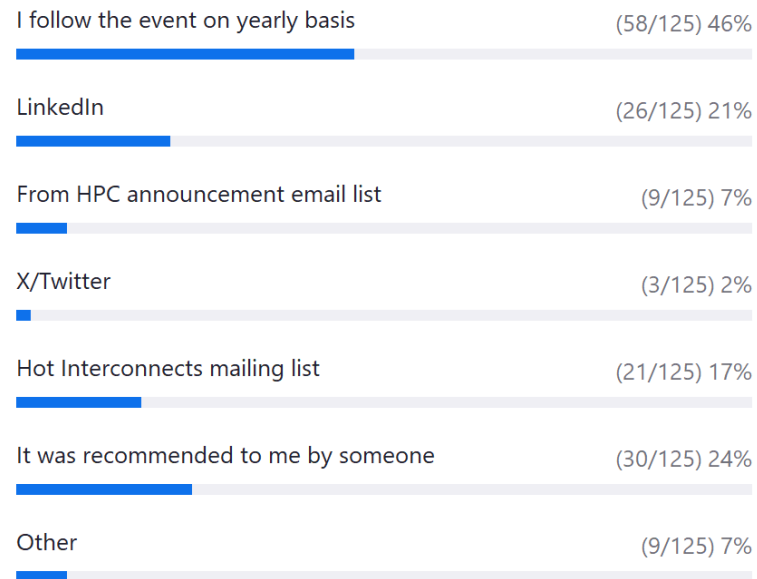 I follow the event on yearly basis (58/125) 46%
LinkedIn (26/125) 21%
From HPC announcement email list (9/125) 7%
X/Twitter (3/125) 2%
Hot Interconnects mailing list (21/125) 17%
It was recommended to me by someone (30/125) 24%
Other (9/125) 7%